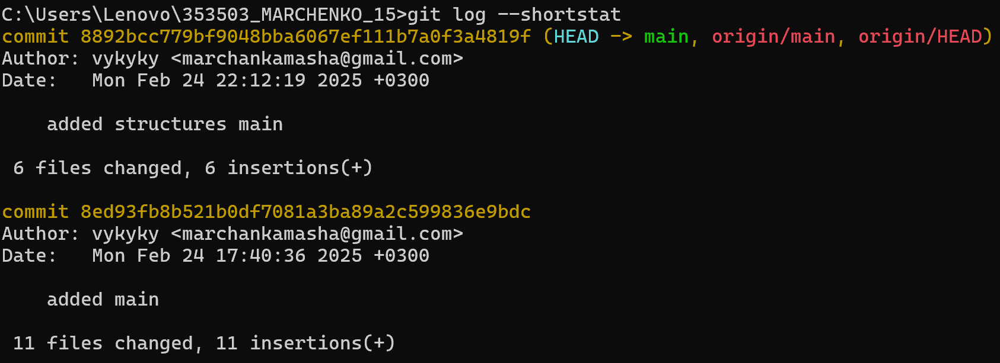 C:\Users\Lenovo\353503_MARCHENKO_15>git log --shortstat
commit 8892bcc779bf9048bba6067ef111b7a0f3a4819f (HEAD -> main, origin/main, origin/HEAD)
Author: vykyky <marchankamasha@gmail.com>
Date:   Mon Feb 24 22:12:19 2025 +0300
    added structures main
 6 files changed, 6 insertions(+)
commit 8ed93fb8b521b0df7081a3ba89a2c599836e9bdc
Author: vykyky <marchankamasha@gmail.com>
Date:   Mon Feb 24 17:40:36 2025 +0300
    added main
 11 files changed, 11 insertions(+)